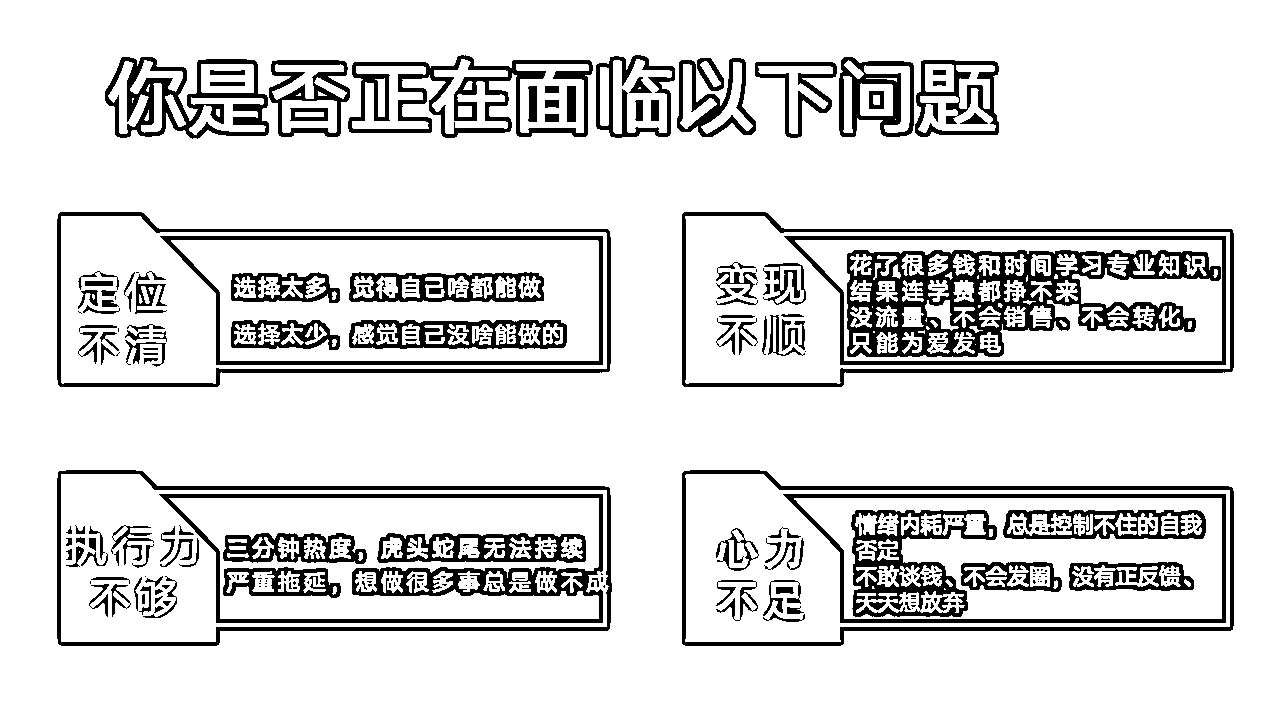 你是否正在面临以下问题
定位
不清
选择太多，觉得自己啥都能做
选择太少，感觉自己没啥能做的
变现
不顺
花了很多钱和时间学习专业知识，
结果连学费都挣不来
没流量、不会销售、不会转化，
只能为爱发电
执行力
不够
三分钟热度，虎头蛇尾无法持续
严重拖延，想做很多事总是做不成
心力
不足
情绪内耗严重，总是控制不住的自我
否定
不敢谈钱、不会发圈，没有正反馈、
天天想放弃